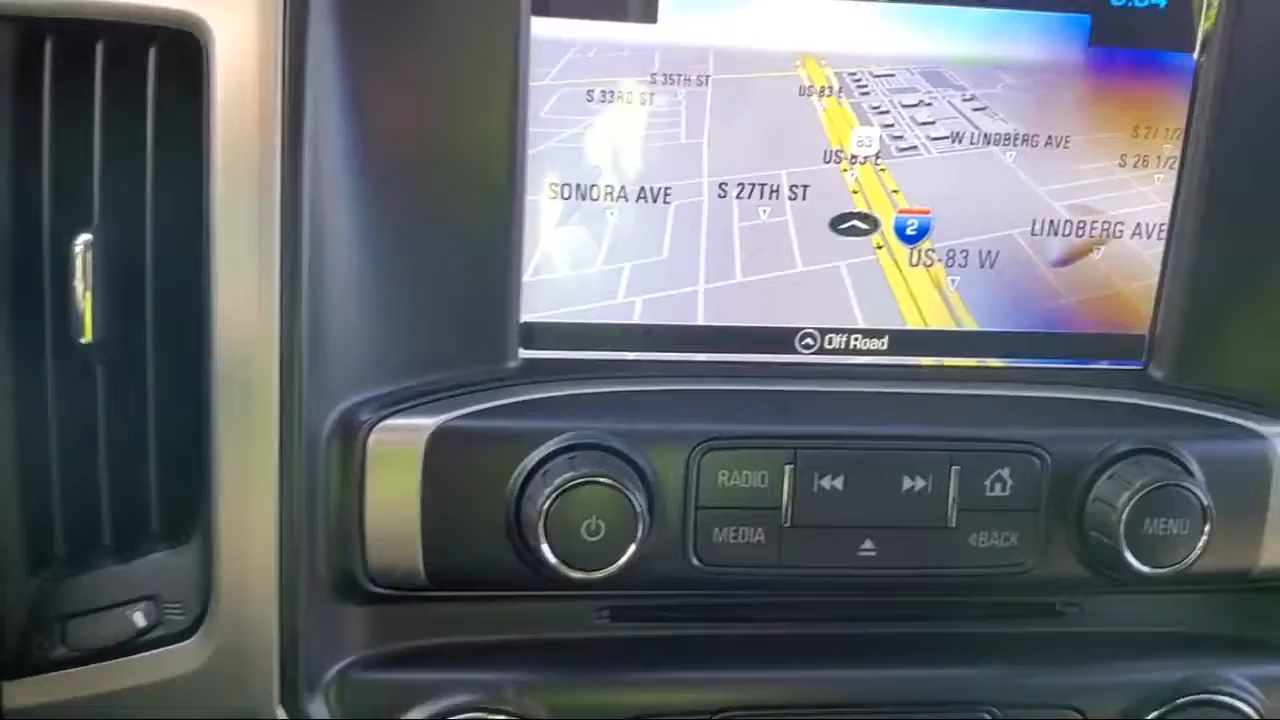 S 35TH ST
S 33RD ST
US-83 E
83
W LINDBERG AVE
S 27 1/2
US-83 E
S 26 1/2
SONORA AVE
S 27TH ST
2
LINDBERG AVE
US-83 W
Off Road
RADIO
MEDIA
BACK
MENU